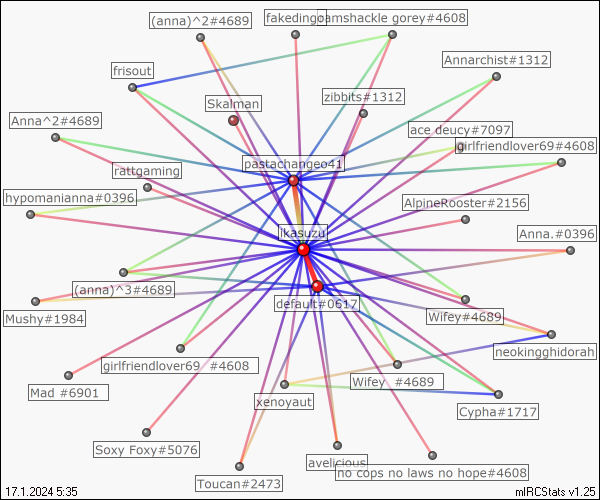 (anna)^2#4689
fakedingo
ramshackle gorey#4608
Annarchist#1312
frisout
zibbits#1312
Skalman
Anna^2#4689
ace deucy#7097
girlfriendlover69#4608
pastachangeo41
rattgaming
hypomanianna#0396
AlpineRooster#2156
ikasuzu
Anna.#0396
(anna)^3#4689
default#0617
Mushy#1984
Wifey#4689
neokingghidorah
girlfriendlover69_#4608
Wifey_#4689
Mad #6901
xenoyaut
Cypha#1717
Soxy Foxy#5076
avelicious
no cops no laws no hope#4608
Toucan#2473
17.1.2024 5:35
mIRCStats v1.25